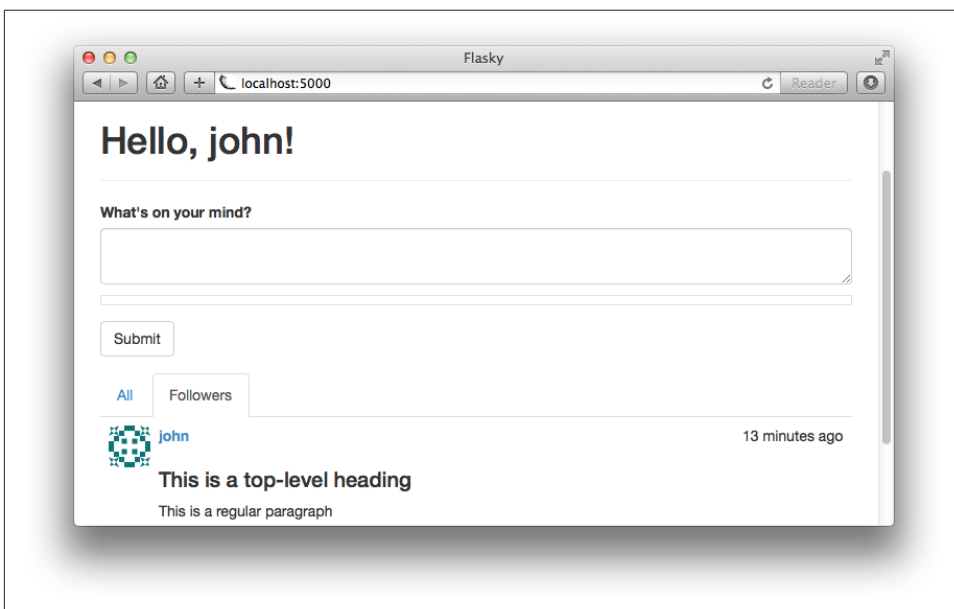 Flasky
localhost:5000
Reader
Hello, john!
What's on your mind?
Submit
All
Followers
john
13 minutes ago
This is a top-level heading
This is a regular paragraph